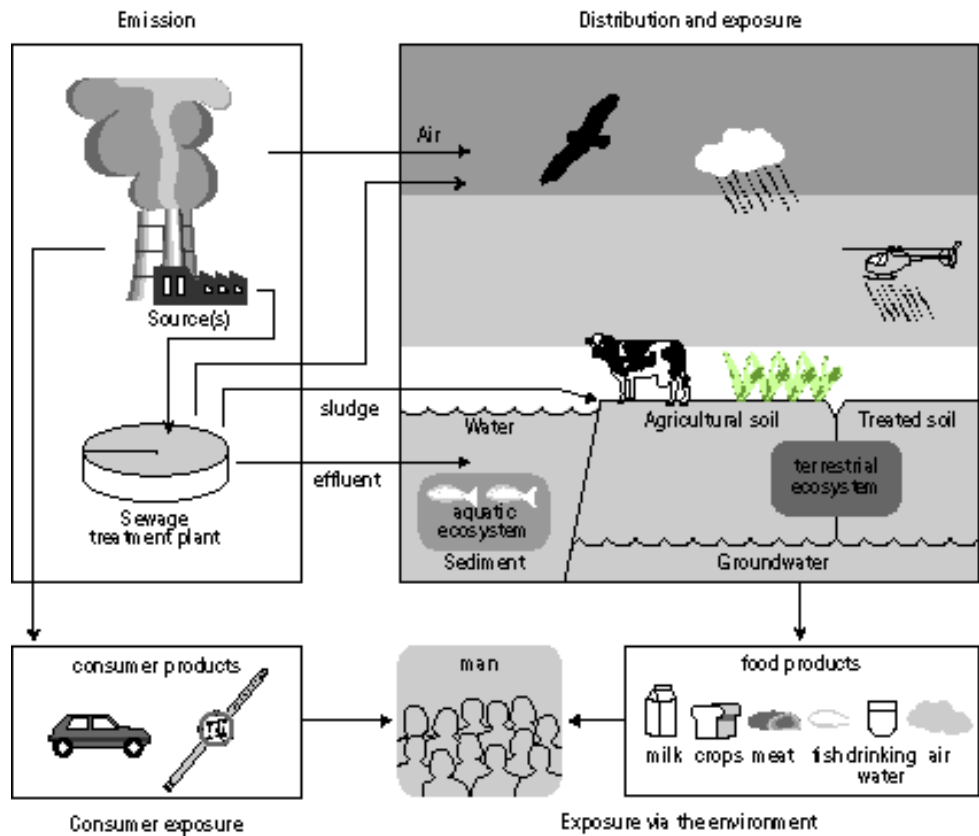 Emission
Distribution and exposure
Air
Source(s)
sludge
Water
Agricultural soil
Treated soil
effluent
terrestrial
ecosystem
aquatic
ecosystem
Sewage
treatment plant
Sediment
Groundwater
consumer products
man
food products
milk
crops
meat
fish
drinking
water
air
Consumer exposure
Exposure via the environment